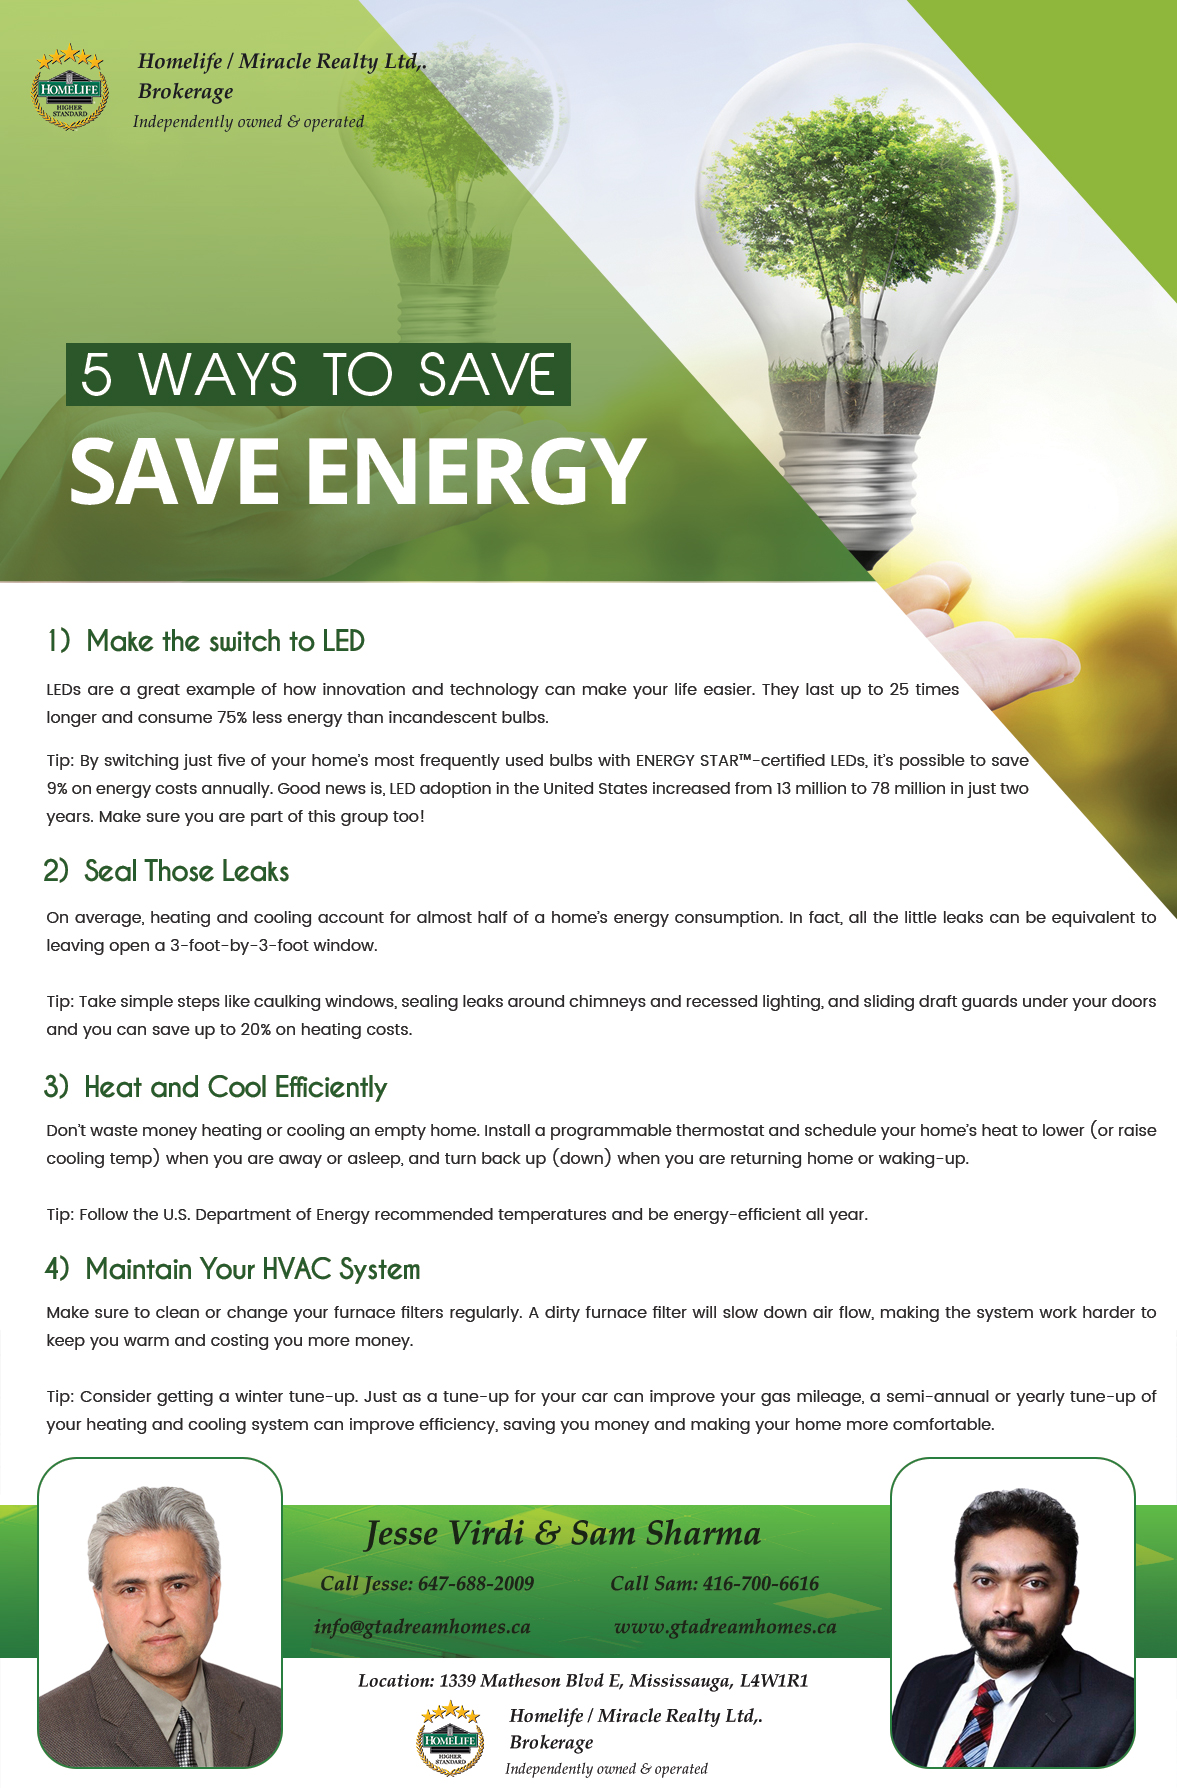 HOMELIFE
HIGHER
STANDARD
Homelife / Miracle Realty Ltd,.
Brokerage
Independently owned & operated
5 WAYS TO SAVE
SAVE ENERGY
1) Make the switch to LED
LEDs are a great example of how innovation and technology can make your life easier. They last up to 25 times
longer and consume 75% less energy than incandescent bulbs.
Tip: By switching just five of your home's most frequently used bulbs with ENERGY STAR™-certified LEDs, it's possible to save
9% on energy costs annually. Good news is, LED adoption in the United States increased from 13 million to 78 million in just two
years. Make sure you are part of this group too!
2) Seal Those Leaks
On average, heating and cooling account for almost half of a home's energy consumption. In fact, all the little leaks can be equivalent to
leaving open a 3-foot-by-3-foot window.
Tip: Take simple steps like caulking windows, sealing leaks around chimneys and recessed lighting, and sliding draft guards under your doors
and you can save up to 20% on heating costs.
3) Heat and Cool Efficiently
Don't waste money heating or cooling an empty home. Install a programmable thermostat and schedule your home's heat to lower (or raise
cooling temp) when you are away or asleep, and turn back up (down) when you are returning home or waking-up.
Tip: Follow the U.S. Department of Energy recommended temperatures and be energy-efficient all year.
4) Maintain Your HVAC System
Make sure to clean or change your furnace filters regularly. A dirty furnace filter will slow down air flow, making the system work harder to
keep you warm and costing you more money.
Tip: Consider getting a winter tune-up. Just as a tune-up for your car can improve your gas mileage, a semi-annual or yearly tune-up of
your heating and cooling system can improve efficiency, saving you money and making your home more comfortable.
Jesse Virdi & Sam Sharma
Call Jesse: 647-688-2009 Call Sam: 416-700-6616
info@gtadreamhomes.ca www.gtadreamhomes.ca
Location: 1339 Matheson Blvd E, Mississauga, L4W1R1
HOMELIFE
HIGHER
STANDARD
Homelife / Miracle Realty Ltd,.
Brokerage
Independently owned & operated